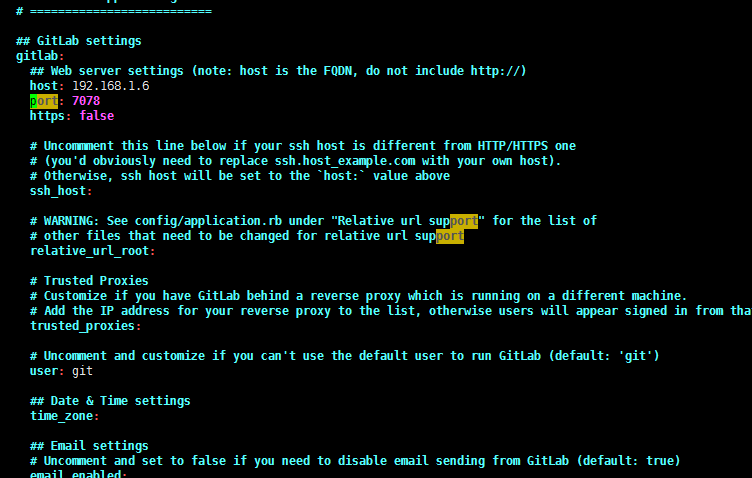 # ==========================
## GitLab settings
gitlab:
## Web server settings (note: host is the FQDN, do not include http://)
host: 192.168.1.6
port: 7078
https: false
# Uncommment this line below if your ssh host is different from HTTP/HTTPS one
# (you'd obviously need to replace ssh.host_example.com with your own host).
# Otherwise, ssh host will be set to the `host:` value above
ssh_host:
# WARNING: See config/application.rb under "Relative url support" for the list of
# other files that need to be changed for relative url support
relative_url_root:
# Trusted Proxies
# Customize if you have GitLab behind a reverse proxy which is running on a different machine.
# Add the IP address for your reverse proxy to the list, otherwise users will appear signed in from tha
trusted_proxies:
# Uncomment and customize if you can't use the default user to run GitLab (default: 'git')
user: git
## Date & Time settings
time_zone:
## Email settings
# Uncomment and set to false if you need to disable email sending from GitLab (default: true)
email_enabled: